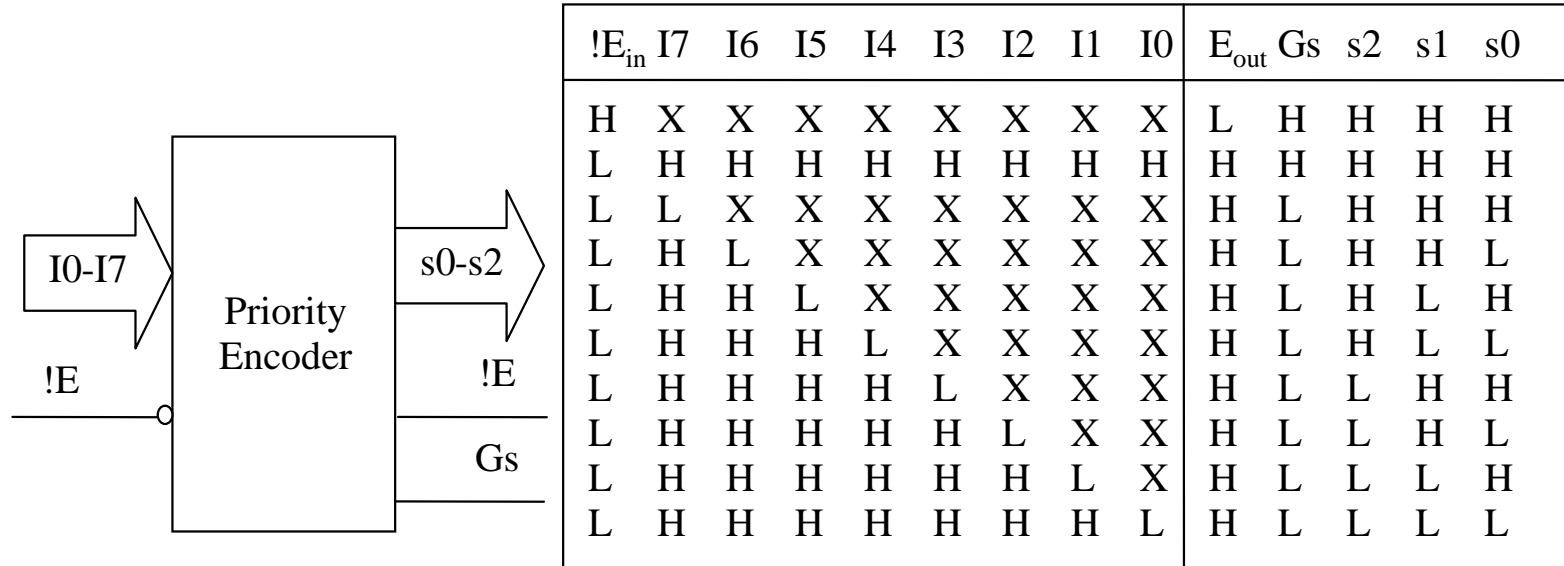 !Ein I7 I6 I5 I4 I3 I2 I1 I0 Eout Gs s2 s1 s0
H X X X X X X X X L H H H H
L H H H H H H H H H H H H H
L L X X X X X X X H L H H H
L H L X X X X X X H L H H L
L H H L X X X X X H L H L H
L H H H L X X X X H L H L L
L H H H H L X X X H L L H H
L H H H H H L X X H L L H L
L H H H H H H L X H L L L H
L H H H H H H H L H L L L L
I0-I7
s0-s2
Priority
Encoder
!E
!E
Gs